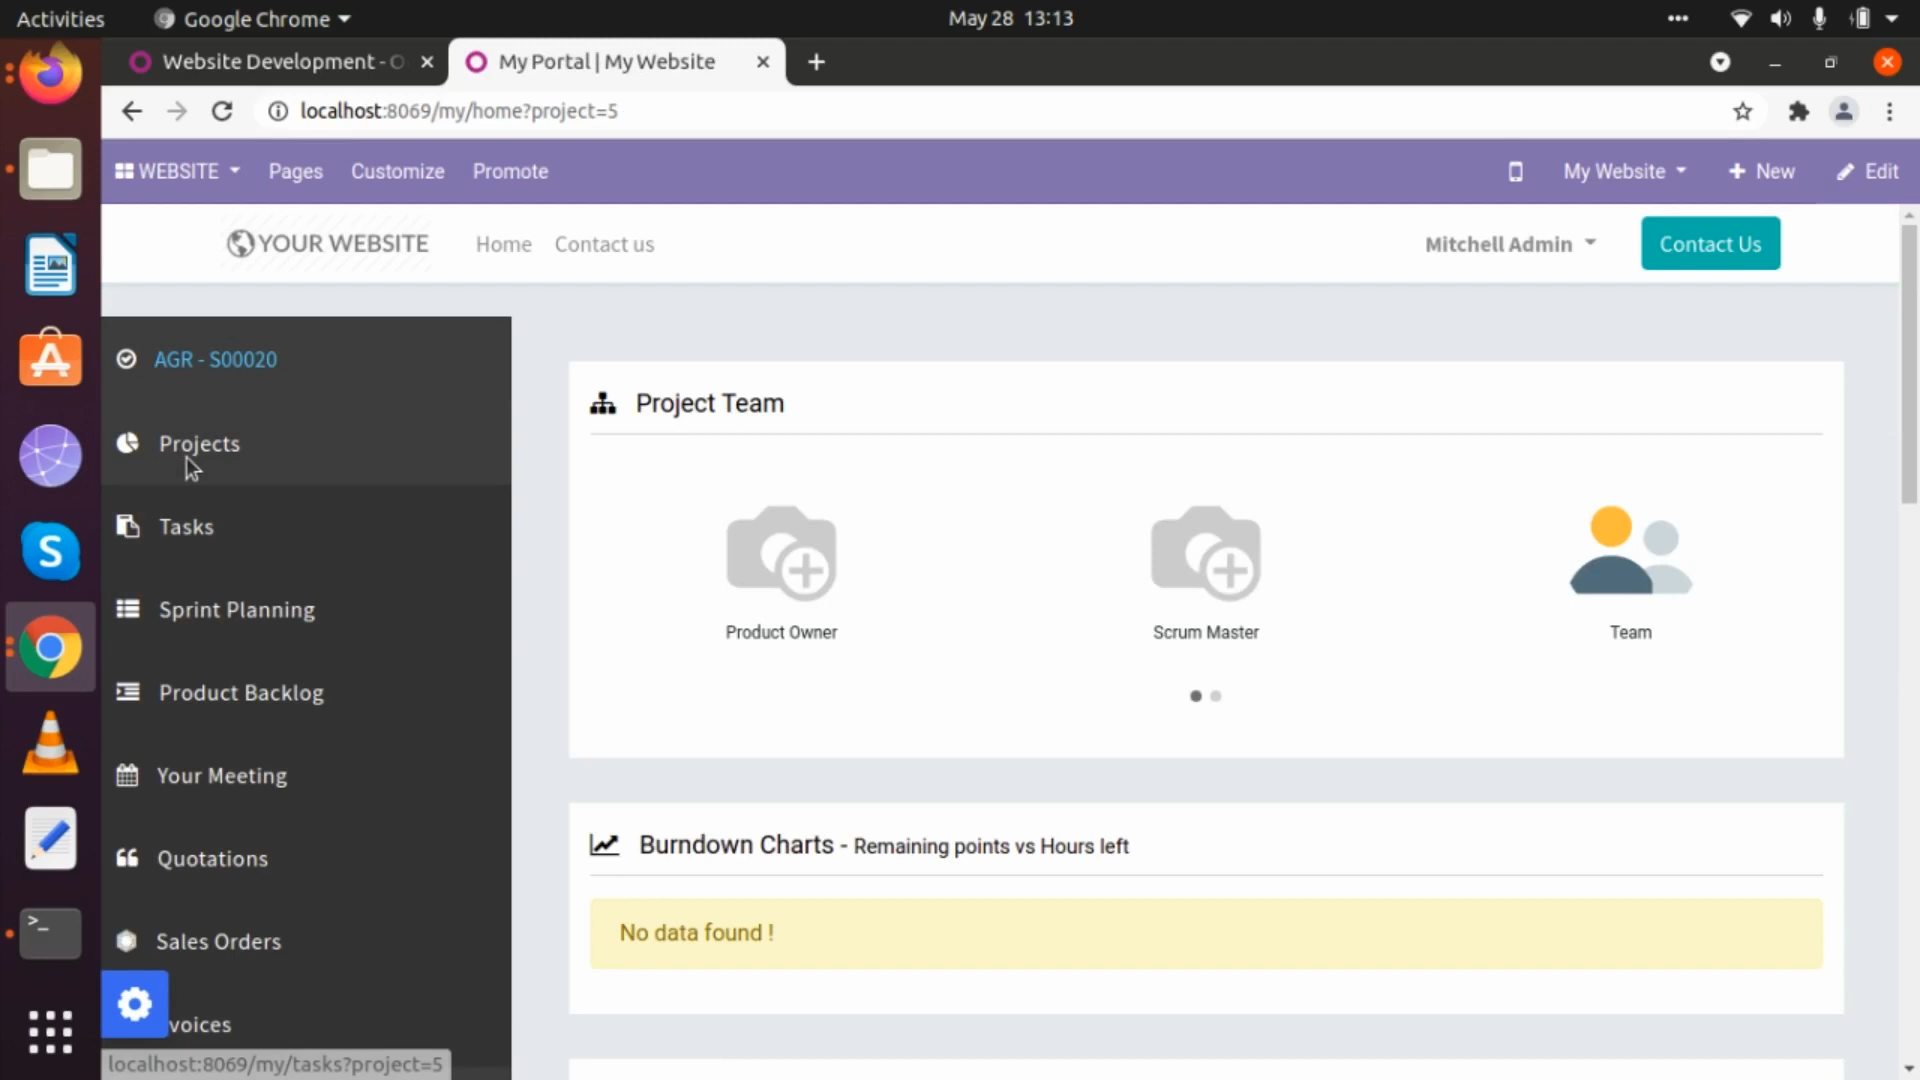 Activities
Google Chrome
May 28 13:13
Website Development - O
My Portal | My Website
localhost:8069/my/home?project=5
WEBSITE
Pages
Customize
Promote
My Website
New
Edit
YOUR WEBSITE
Home
Contact us
Mitchell Admin
Contact Us
AGR - S00020
Projects
Tasks
Sprint Planning
Product Backlog
Your Meeting
Quotations
Sales Orders
voices
Project Team
Product Owner
Scrum Master
Team
Burndown Charts - Remaining points vs Hours left
No data found !
localhost:8069/my/tasks?project=5